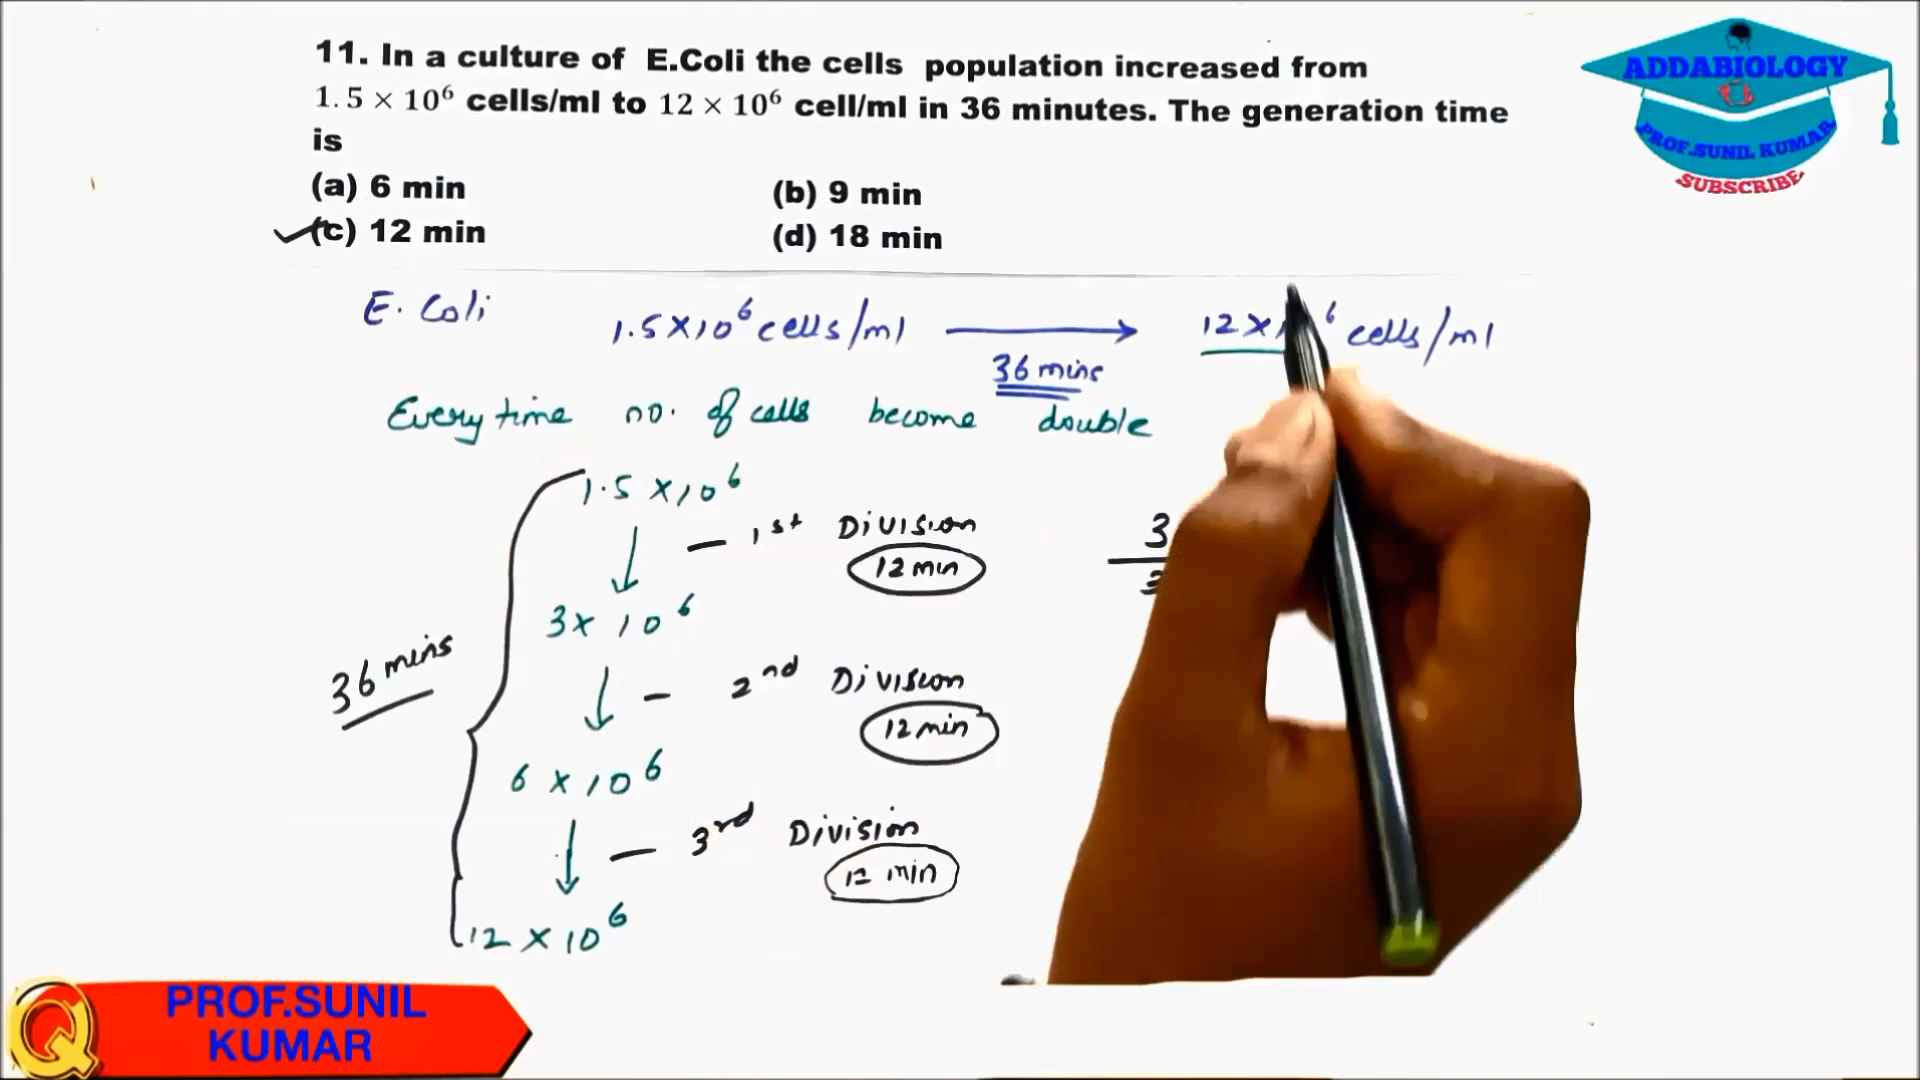 11. In a culture of E.Coli the cells population increased from
1.5 × 10⁶ cells/ml to 12 × 10⁶ cell/ml in 36 minutes. The generation time
is
(a) 6 min
(b) 9 min
(c) 12 min
(d) 18 min
ADDABIOLOGY
PROF.SUNIL KUMAR
SUBSCRIBE
E. Coli 1.5×10⁶ cells/ml 12× ⁶ cells/ml
36 mins
Every time no. of cells become double
1.5 ×10⁶
1st Division
12 min
3
3× 10⁶
36 mins
2nd Division
12 min
6 × 10⁶
3rd Division
12 min
12 × 10⁶
PROF.SUNIL
KUMAR